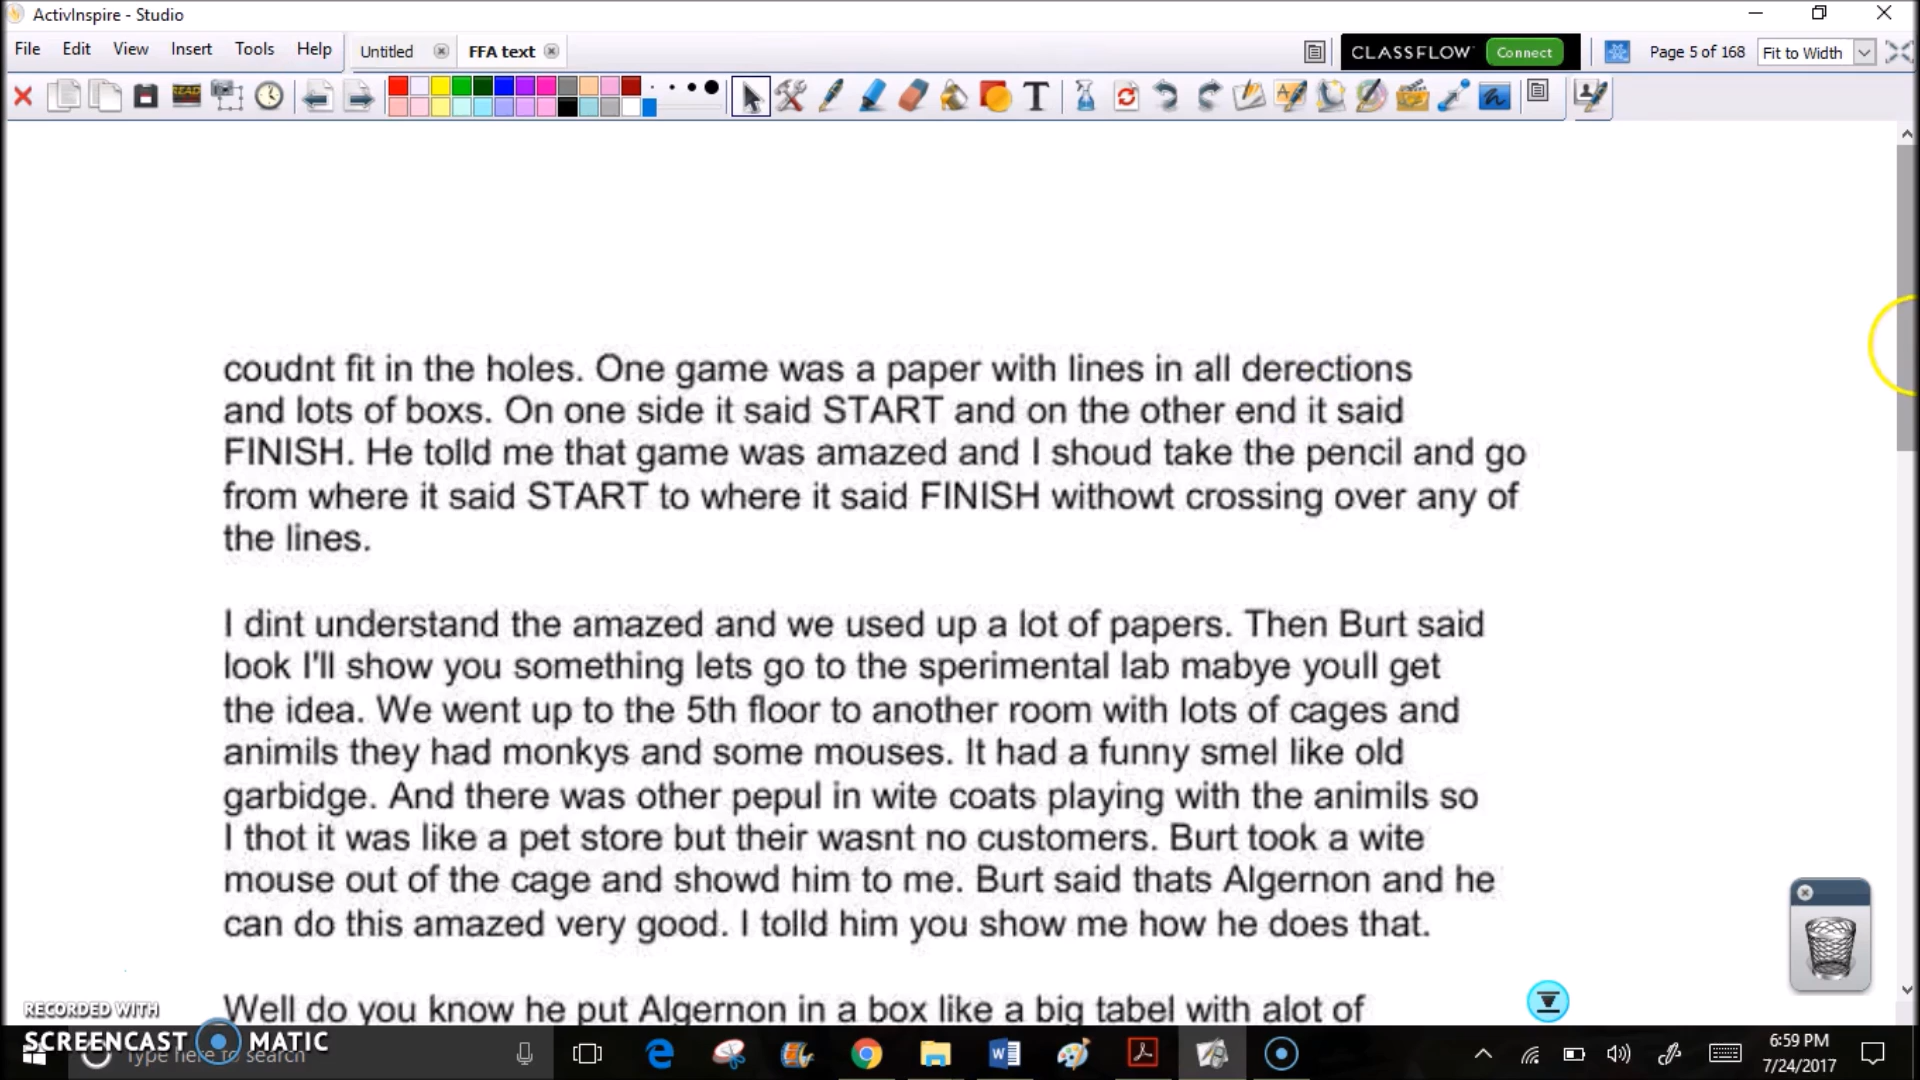 ActivInspire - Studio
File Edit View Insert Tools Help Untitled FFA text CLASSFLOW Connect Page 5 of 168 Fit to Width
coudnt fit in the holes. One game was a paper with lines in all derections
and lots of boxs. On one side it said START and on the other end it said
FINISH. He tolld me that game was amazed and I shoud take the pencil and go
from where it said START to where it said FINISH withowt crossing over any of
the lines.
I dint understand the amazed and we used up a lot of papers. Then Burt said
look I'll show you something lets go to the sperimental lab mabye youll get
the idea. We went up to the 5th floor to another room with lots of cages and
animils they had monkys and some mouses. It had a funny smel like old
garbidge. And there was other pepul in wite coats playing with the animils so
I thot it was like a pet store but their wasnt no customers. Burt took a wite
mouse out of the cage and showd him to me. Burt said thats Algernon and he
can do this amazed very good. I tolld him you show me how he does that.
Well do you know he put Algernon in a box like a big tabel with alot of
RECORDED WITH
SCREENCAST MATIC
Type here to search
6:59 PM
7/24/2017